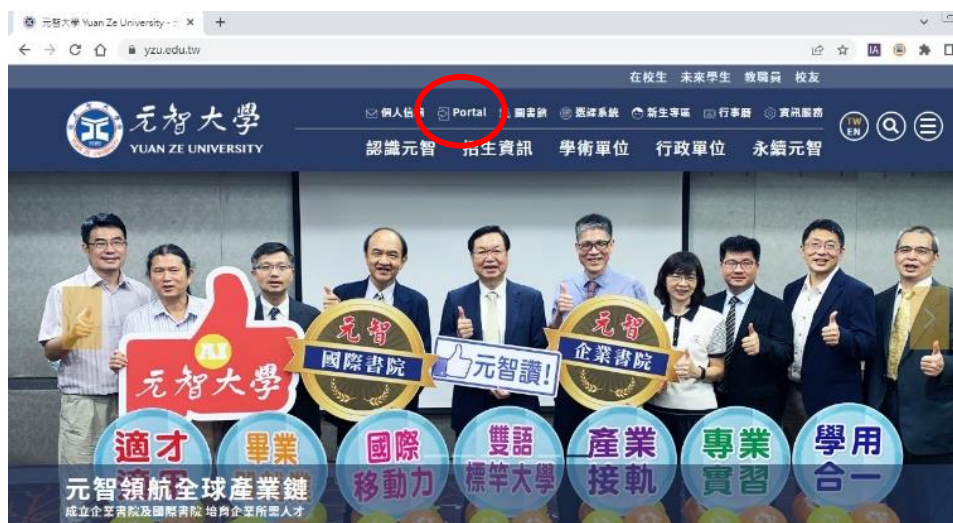 元智大學 Yuan Ze University -
yzu.edu.tw
在校生 未來學生 教職員 校友
元智大學
YUAN ZE UNIVERSITY
個人信箱 Portal 圖書館 選課系統 新生專區 行事曆 資訊服務
TW
EN
認識元智 招生資訊 學術單位 行政單位 永續元智
AI
元智大學
元智
國際書院
元智讚!
元智
企業書院
適才
適用
畢業
即就業
國際
移動力
雙語
標竿大學
產業
接軌
專業
實習
學用
合一
元智領航全球產業鏈
成立企業書院及國際書院 培育企業所需人才